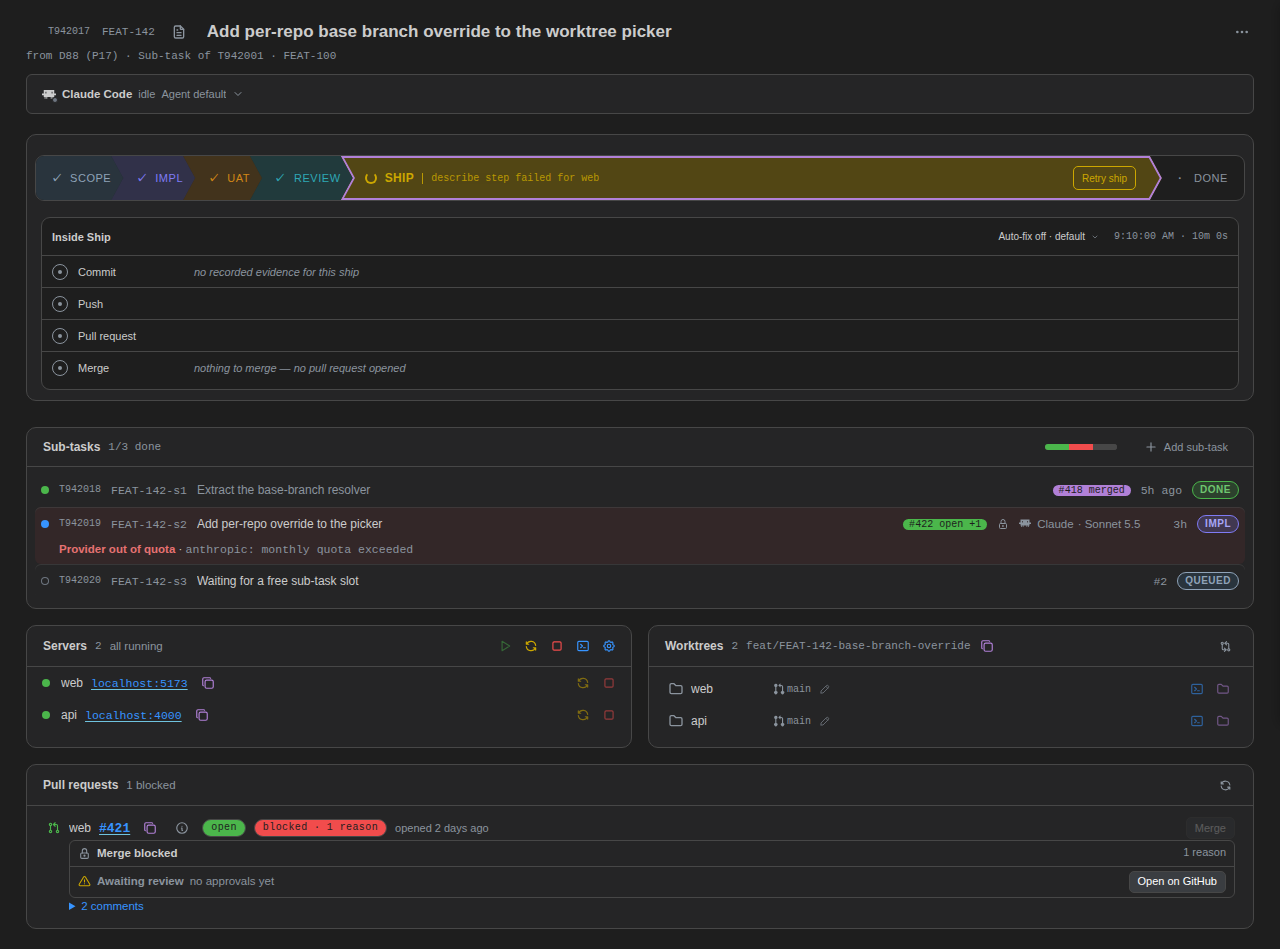 T942017 FEAT-142 Add per-repo base branch override to the worktree picker
from D88 (P17) · Sub-task of T942001 · FEAT-100
Claude Code idle Agent default
SCOPE IMPL UAT REVIEW SHIP describe step failed for web Retry ship · DONE
Inside Ship Auto-fix off · default 9:10:00 AM · 10m 0s
Commit no recorded evidence for this ship
Push
Pull request
Merge nothing to merge — no pull request opened
Sub-tasks 1/3 done Add sub-task
T942018 FEAT-142-s1 Extract the base-branch resolver #418 merged 5h ago DONE
T942019 FEAT-142-s2 Add per-repo override to the picker #422 open +1 Claude · Sonnet 5.5 3h IMPL
Provider out of quota · anthropic: monthly quota exceeded
T942020 FEAT-142-s3 Waiting for a free sub-task slot #2 QUEUED
Servers 2 all running
web localhost:5173
api localhost:4000
Worktrees 2 feat/FEAT-142-base-branch-override
web main
api main
Pull requests 1 blocked
web #421 open blocked · 1 reason opened 2 days ago Merge
Merge blocked 1 reason
Awaiting review no approvals yet Open on GitHub
2 comments